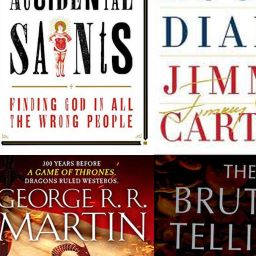 ACCIDENTAL
SAINTS
FINDING GOD IN ALL
THE WRONG PEOPLE
DIA
JIMM
Jimmy
CART
300 YEARS BEFORE
A GAME OF THRONES,
DRAGONS RULED WESTEROS.
GEORGE R. R.
MARTIN
THE
BRUT
TELLI